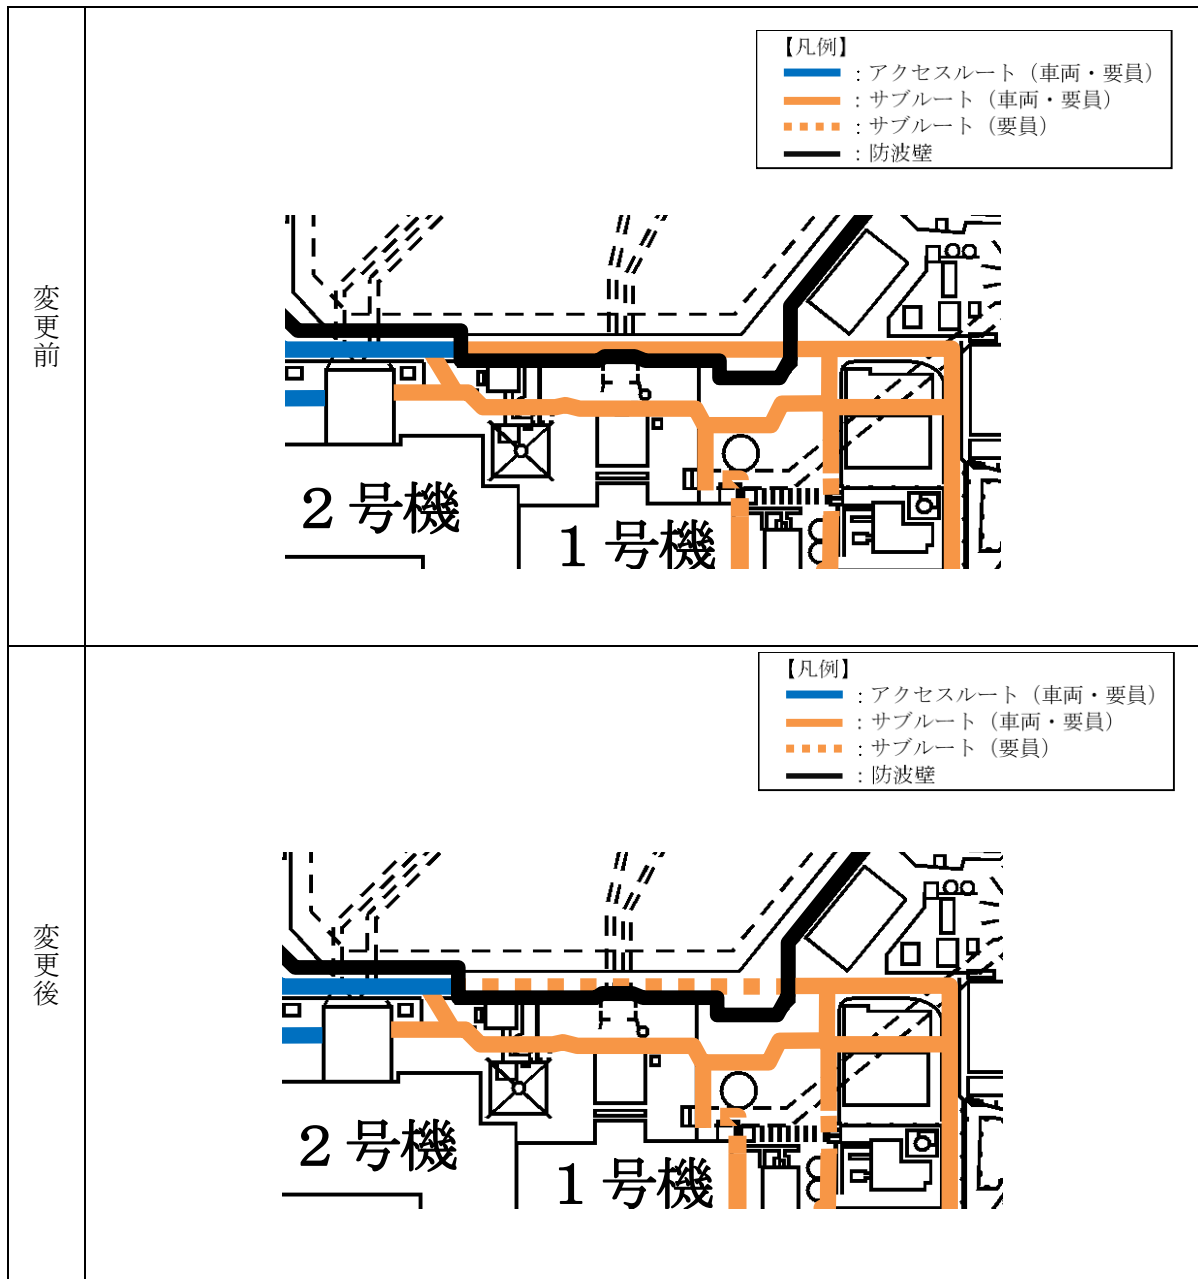 変更前
【凡例】
：アクセスルート（車両・要員）
：サブルート（車両・要員）
：サブルート（要員）
：防波壁
２号機
１号機
変更後
【凡例】
：アクセスルート（車両・要員）
：サブルート（車両・要員）
：サブルート（要員）
：防波壁
２号機
１号機